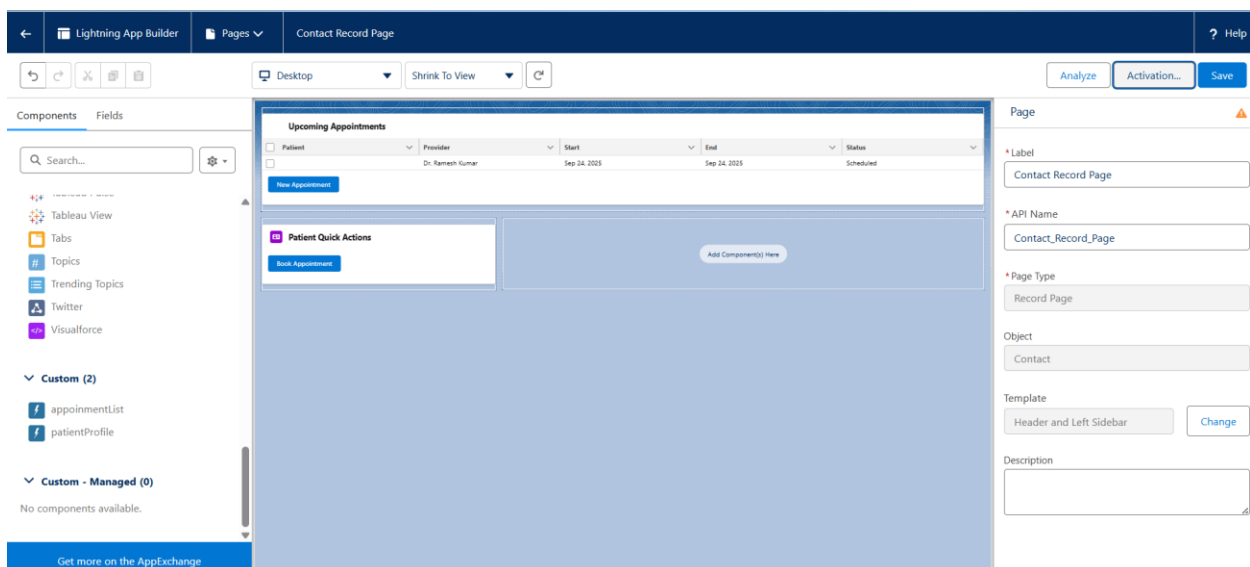 Lightning App Builder
Pages
Contact Record Page
? Help
Desktop
Shrink To View
Analyze
Activation...
Save
Components
Fields
Search...
Tableau View
Tabs
Topics
Trending Topics
Twitter
Visualforce
Custom (2)
appoinmentList
patientProfile
Custom - Managed (0)
No components available.
Get more on the AppExchange
Upcoming Appointments
Patient Provider Start End Status
Dr. Ramesh Kumar Sep 24, 2025 Sep 24, 2025 Scheduled
New Appointment
Patient Quick Actions
Book Appointment
Add Component(s) Here
Page
*Label
Contact Record Page
*API Name
Contact_Record_Page
*Page Type
Record Page
Object
Contact
Template
Header and Left Sidebar
Change
Description